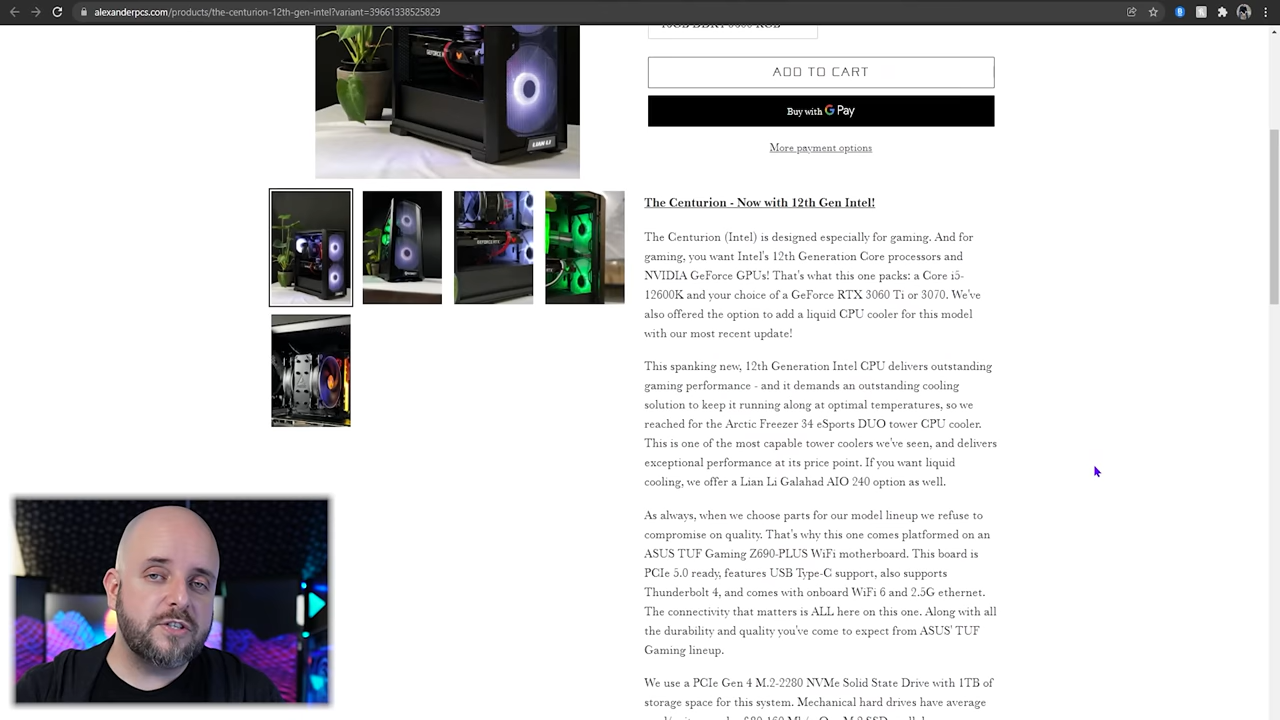 alexanderpcs.com/products/the-centurion-12th-gen-intel?variant=39661338525829
ADD TO CART
Buy with G Pay
More payment options
GEFORCE RTX
LIAN LI
The Centurion - Now with 12th Gen Intel!
The Centurion (Intel) is designed especially for gaming. And for
gaming, you want Intel's 12th Generation Core processors and
NVIDIA GeForce GPUs! That's what this one packs: a Core i5-
12600K and your choice of a GeForce RTX 3060 Ti or 3070. We've
also offered the option to add a liquid CPU cooler for this model
with our most recent update!
This spanking new, 12th Generation Intel CPU delivers outstanding
gaming performance - and it demands an outstanding cooling
solution to keep it running along at optimal temperatures, so we
reached for the Arctic Freezer 34 eSports DUO tower CPU cooler.
This is one of the most capable tower coolers we've seen, and delivers
exceptional performance at its price point. If you want liquid
cooling, we offer a Lian Li Galahad AIO 240 option as well.
As always, when we choose parts for our model lineup we refuse to
compromise on quality. That's why this one comes platformed on an
ASUS TUF Gaming Z690-PLUS WiFi motherboard. This board is
PCIe 5.0 ready, features USB Type-C support, also supports
Thunderbolt 4, and comes with onboard WiFi 6 and 2.5G ethernet.
The connectivity that matters is ALL here on this one. Along with all
the durability and quality you've come to expect from ASUS' TUF
Gaming lineup.
We use a PCIe Gen 4 M.2-2280 NVMe Solid State Drive with 1TB of
storage space for this system. Mechanical hard drives have average